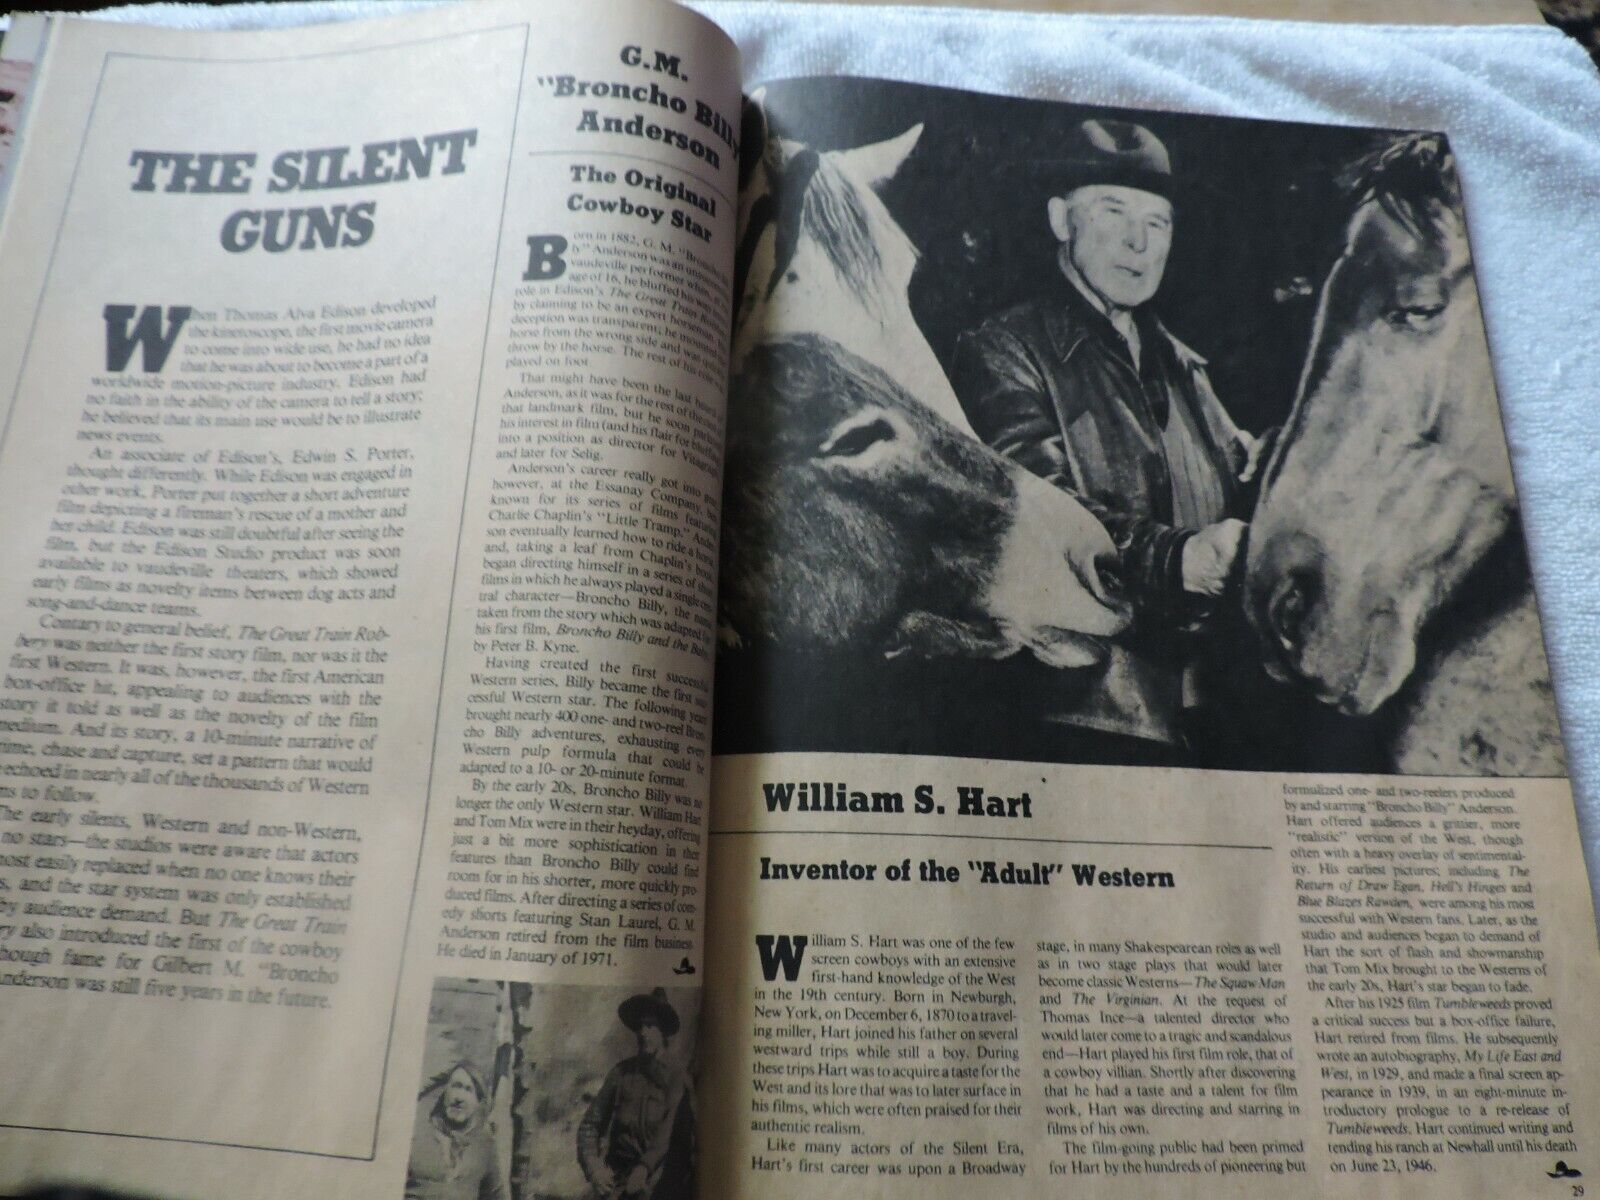 THE SILENT
GUNS
When Thomas Alva Edison developed
the kinetoscope, the first movie camera
to come into wide use, he had no idea
that he was about to become a part of a
worldwide motion-picture industry. Edison had
no faith in the ability of the camera to tell a story;
he believed that its main use would be to illustrate
news events.
An associate of Edison's, Edwin S. Porter,
thought differently. While Edison was engaged in
other work, Porter put together a short adventure
film depicting a fireman's rescue of a mother and
her child. Edison was still doubtful after seeing the
film, but the Edison Studio product was soon
available to vaudeville theaters, which showed
early films as novelty items between dog acts and
song-and-dance teams.
Contary to general belief, The Great Train Rob-
bery was neither the first story film, nor was it the
first Western. It was, however, the first American
box-office hit, appealing to audiences with the
story it told as well as the novelty of the film
medium. And its story, a 10-minute narrative of
chase and capture, set a pattern that would
echoed in nearly all of the thousands of Western
to follow.
The early silents, Western and non-Western,
no stars—the studios were aware that actors
most easily replaced when no one knows their
and the star system was only established
by audience demand. But The Great Train
also introduced the first of the cowboy
though fame for Gilbert M. "Broncho
Anderson was still five years in the future.
G.M.
"Broncho Billy
Anderson
The Original
Cowboy Star
Born in 1882, G. M. "Broncho
Anderson was an
vaudeville performer when, at
age of 16, he bluffed his way
role in Edison's The Great Train
by claiming to be an expert horseman.
deception was transparent; he mounted
horse from the wrong side and was
throw by the horse. The rest of his role
played on foot.
That might have been the last
Anderson, as it was for the rest of the
that landmark film, but he soon
his interest in film (and his flair for
into a position as director for
and later for Selig.
Anderson's career really got into
however, at the Essanay Company,
known for its series of films
Charlie Chaplin's "Little Tramp." Ander-
son eventually learned how to ride a
and, taking a leaf from Chaplin's book,
began directing himself in a series of
films in which he always played a single cen-
tral character—Broncho Billy, the name
taken from the story which was adapted for
his first film, Broncho Billy and the Baby,
by Peter B. Kyne.
Having created the first successful
Western series, Billy became the first suc-
cessful Western star. The following years
brought nearly 400 one- and two-reel Bron-
cho Billy adventures, exhausting every
Western pulp formula that could be
adapted to a 10- or 20-minute format.
By the early 20s, Broncho Billy was no
longer the only Western star. William Hart
and Tom Mix were in their heyday, offering
just a bit more sophistication in their
features than Broncho Billy could find
room for in his shorter, more quickly pro-
duced films. After directing a series of com-
edy shorts featuring Stan Laurel, G. M.
Anderson retired from the film business.
He died in January of 1971.
William S. Hart
Inventor of the "Adult" Western
William S. Hart was one of the few
screen cowboys with an extensive
first-hand knowledge of the West
in the 19th century. Born in Newburgh,
New York, on December 6, 1870 to a travel-
ing miller, Hart joined his father on several
westward trips while still a boy. During
these trips Hart was to acquire a taste for the
West and its lore that was to later surface in
his films, which were often praised for their
authentic realism.
Like many actors of the Silent Era,
Hart's first career was upon a Broadway
stage, in many Shakespearean roles as well
as in two stage plays that would later
become classic Westerns—The Squaw Man
and The Virginian. At the request of
Thomas Ince—a talented director who
would later come to a tragic and scandalous
end—Hart played his first film role, that of
a cowboy villian. Shortly after discovering
that he had a taste and a talent for film
work, Hart was directing and starring in
films of his own.
The film-going public had been primed
for Hart by the hundreds of pioneering but
formulized one- and two-reelers produced
by and starring "Broncho Billy" Anderson.
Hart offered audiences a grittier, more
"realistic" version of the West, though
often with a heavy overlay of sentimental-
ity. His earliest pictures; including The
Return of Draw Egan, Hell's Hinges and
Blue Blazes Rawden, were among his most
successful with Western fans. Later, as the
studio and audiences began to demand of
Hart the sort of flash and showmanship
that Tom Mix brought to the Westerns of
the early 20s, Hart's star began to fade.
After his 1925 film Tumbleweeds proved
a critical success but a box-office failure,
Hart retired from films. He subsequently
wrote an autobiography, My Life East and
West, in 1929, and made a final screen ap-
pearance in 1939, in an eight-minute in-
troductory prologue to a re-release of
Tumbleweeds. Hart continued writing and
tending his ranch at Newhall until his death
on June 23, 1946.
29